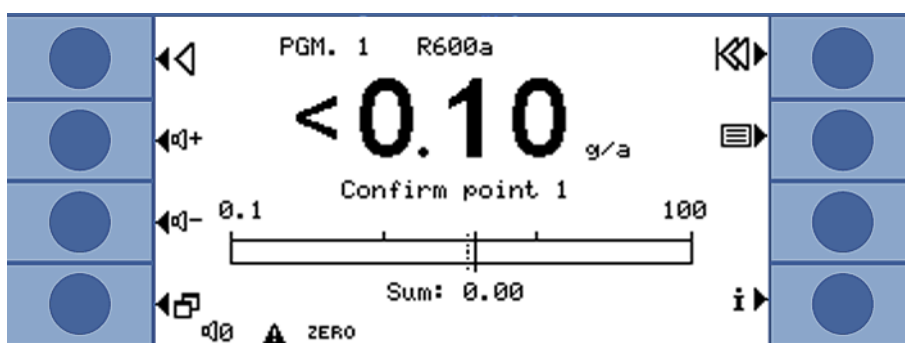 PGM. 1 R600a
<0.10 g/a
+
Confirm point 1
- 0.1 100
Sum: 0.00 i
0 ZERO